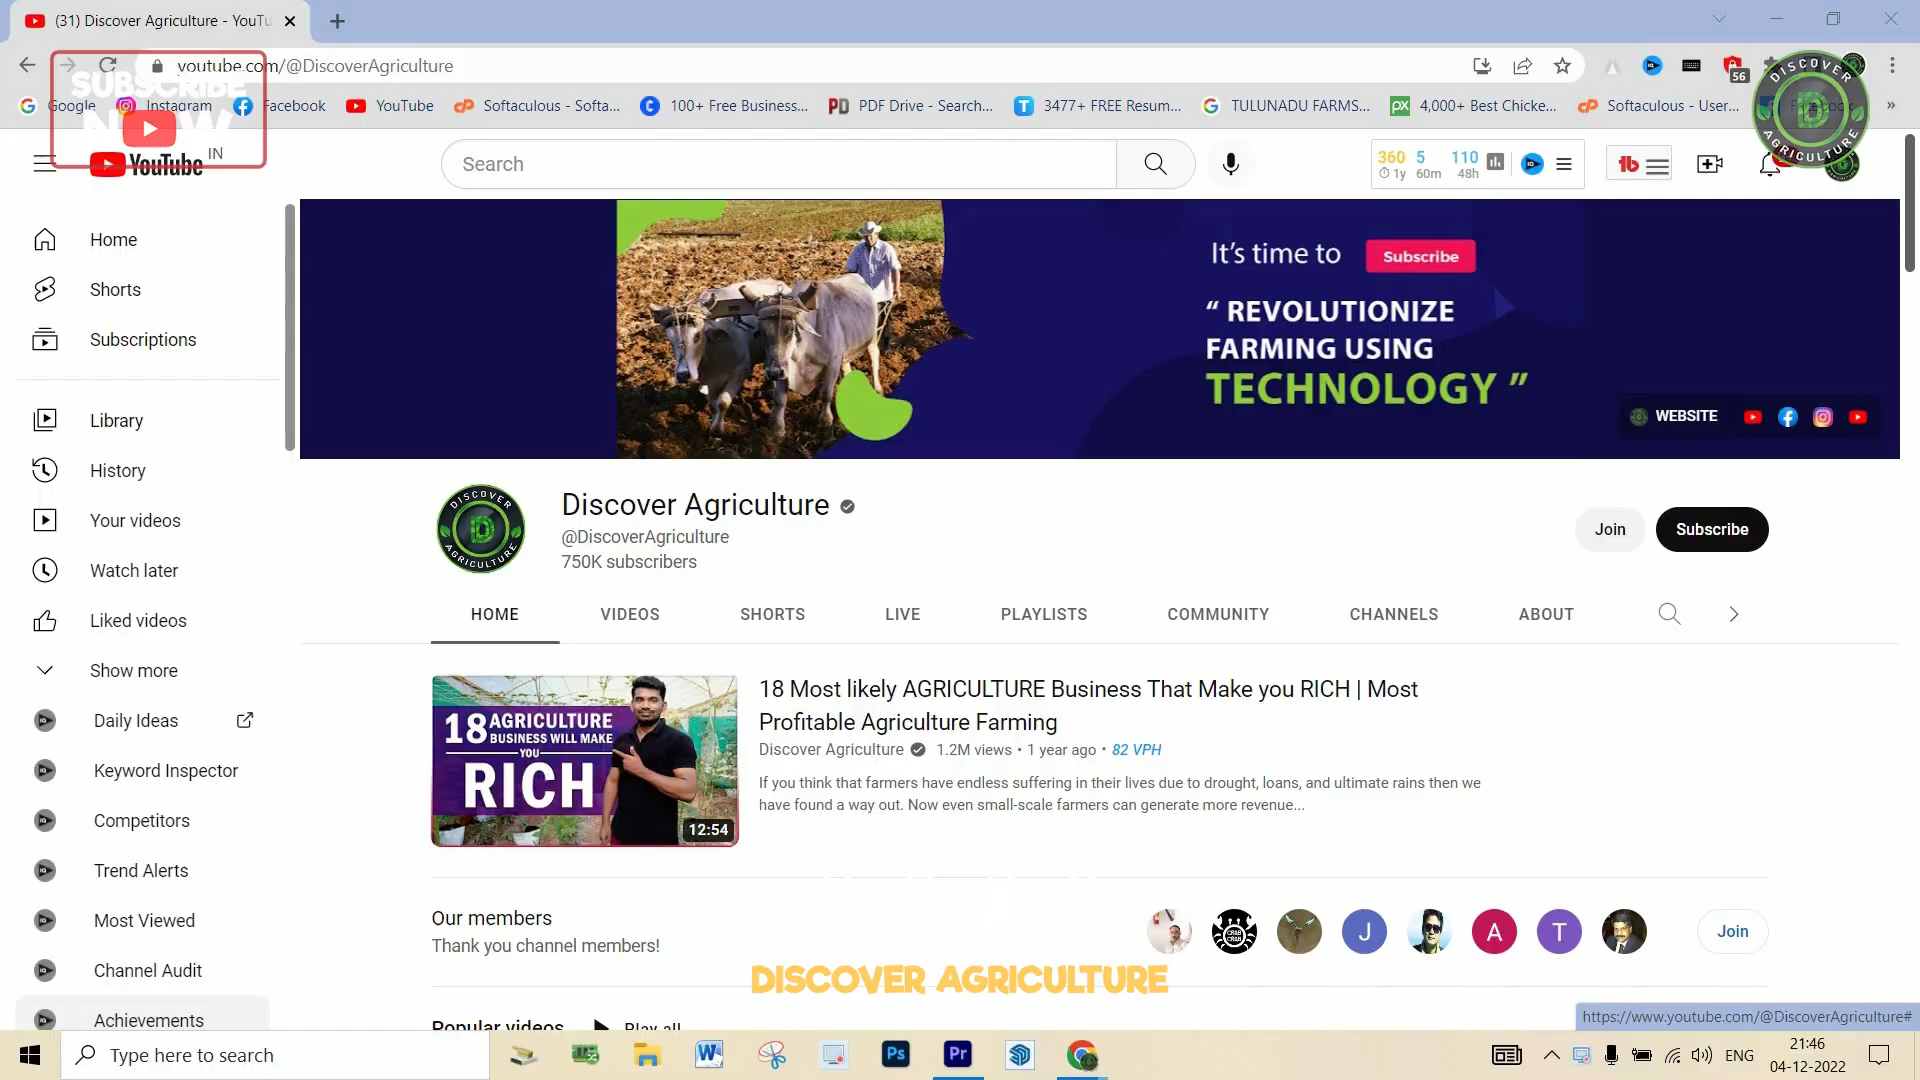 (31) Discover Agriculture - YouTu
youtube.com/@DiscoverAgriculture
56
SUBSCRIBE
NOW
Google
Instagram
Facebook
YouTube
Softaculous - Softa...
100+ Free Business...
PDF Drive - Search...
3477+ FREE Resum...
TULUNADU FARMS...
4,000+ Best Chicke...
Softaculous - User...
»
DISCOVER
D
AGRICULTURE
YouTube IN
Search
360 5 110
1y 60m 48h
Home
Shorts
Subscriptions
Library
History
Your videos
Watch later
Liked videos
Show more
Daily Ideas
Keyword Inspector
Competitors
Trend Alerts
Most Viewed
Channel Audit
Achievements
It's time to Subscribe
“ REVOLUTIONIZE
FARMING USING
TECHNOLOGY ”
WEBSITE
DISCOVER
D
AGRICULTURE
Discover Agriculture
@DiscoverAgriculture
750K subscribers
Join
Subscribe
HOME VIDEOS SHORTS LIVE PLAYLISTS COMMUNITY CHANNELS ABOUT
18 AGRICULTURE
BUSINESS WILL MAKE
YOU
RICH
12:54
18 Most likely AGRICULTURE Business That Make you RICH | Most
Profitable Agriculture Farming
Discover Agriculture 1.2M views • 1 year ago • 82 VPH
If you think that farmers have endless suffering in their lives due to drought, loans, and ultimate rains then we
have found a way out. Now even small-scale farmers can generate more revenue...
Our members
Thank you channel members!
J
A
T
Join
DISCOVER AGRICULTURE
Popular videos Play all
https://www.youtube.com/@DiscoverAgriculture#
Type here to search
Ps
Pr
ENG
21:46
04-12-2022